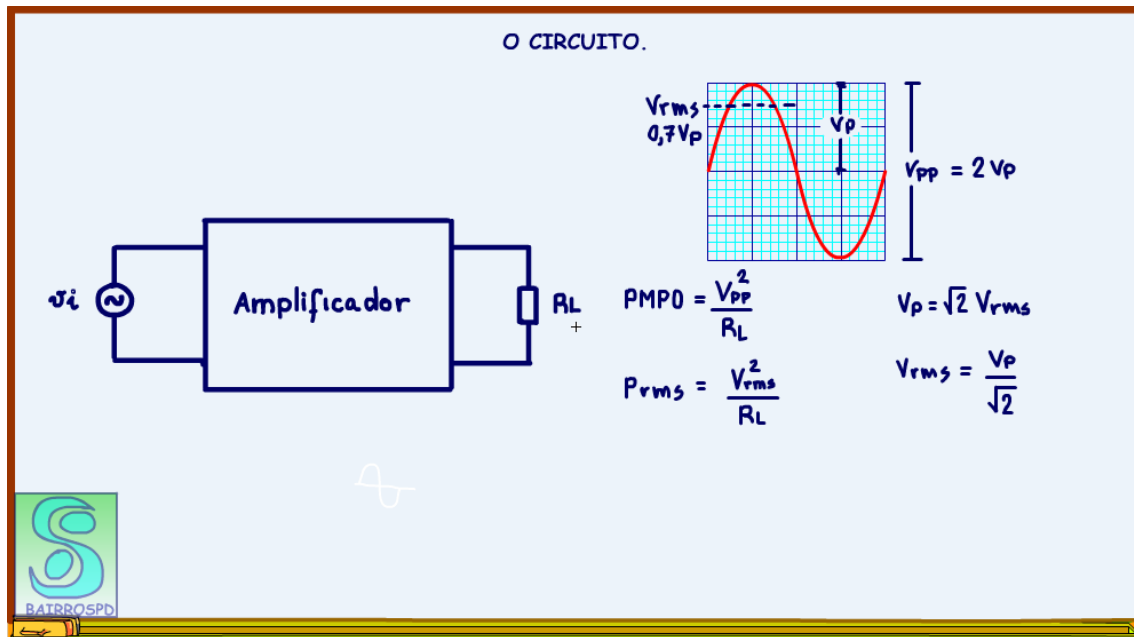 O CIRCUITO.
Vrms
0,7Vp
Vp
Vpp = 2 Vp
vi
Amplificador
RL
PMPO = Vpp²/RL
Vp = √2 Vrms
Prms = Vrms²/RL
Vrms = Vp/√2
BAIRROSPD